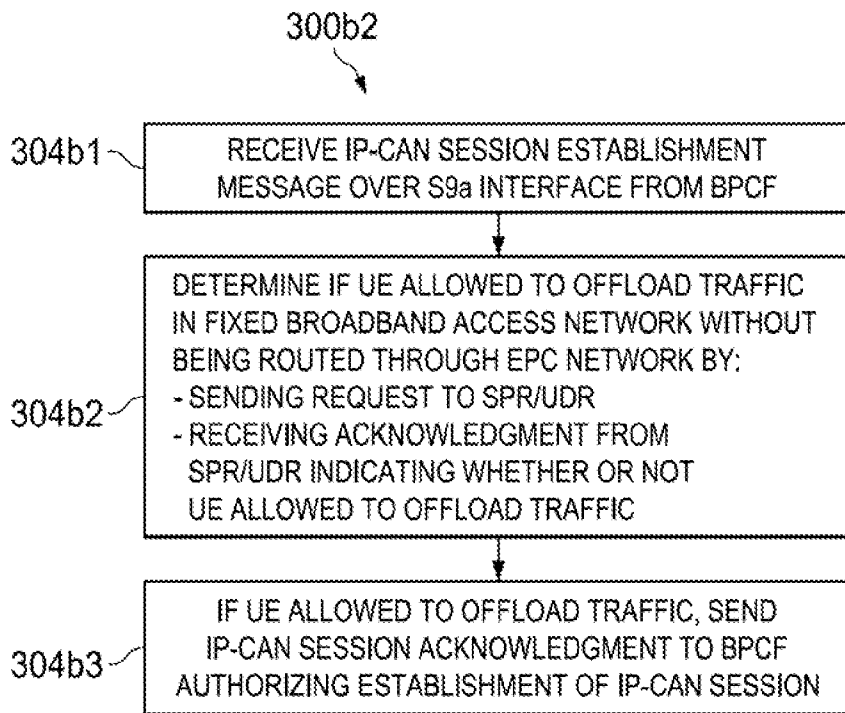 300b2
304b1
RECEIVE IP-CAN SESSION ESTABLISHMENT
MESSAGE OVER S9a INTERFACE FROM BPCF
304b2
DETERMINE IF UE ALLOWED TO OFFLOAD TRAFFIC
IN FIXED BROADBAND ACCESS NETWORK WITHOUT
BEING ROUTED THROUGH EPC NETWORK BY:
- SENDING REQUEST TO SPR/UDR
- RECEIVING ACKNOWLEDGMENT FROM
SPR/UDR INDICATING WHETHER OR NOT
UE ALLOWED TO OFFLOAD TRAFFIC
304b3
IF UE ALLOWED TO OFFLOAD TRAFFIC, SEND
IP-CAN SESSION ACKNOWLEDGMENT TO BPCF
AUTHORIZING ESTABLISHMENT OF IP-CAN SESSION